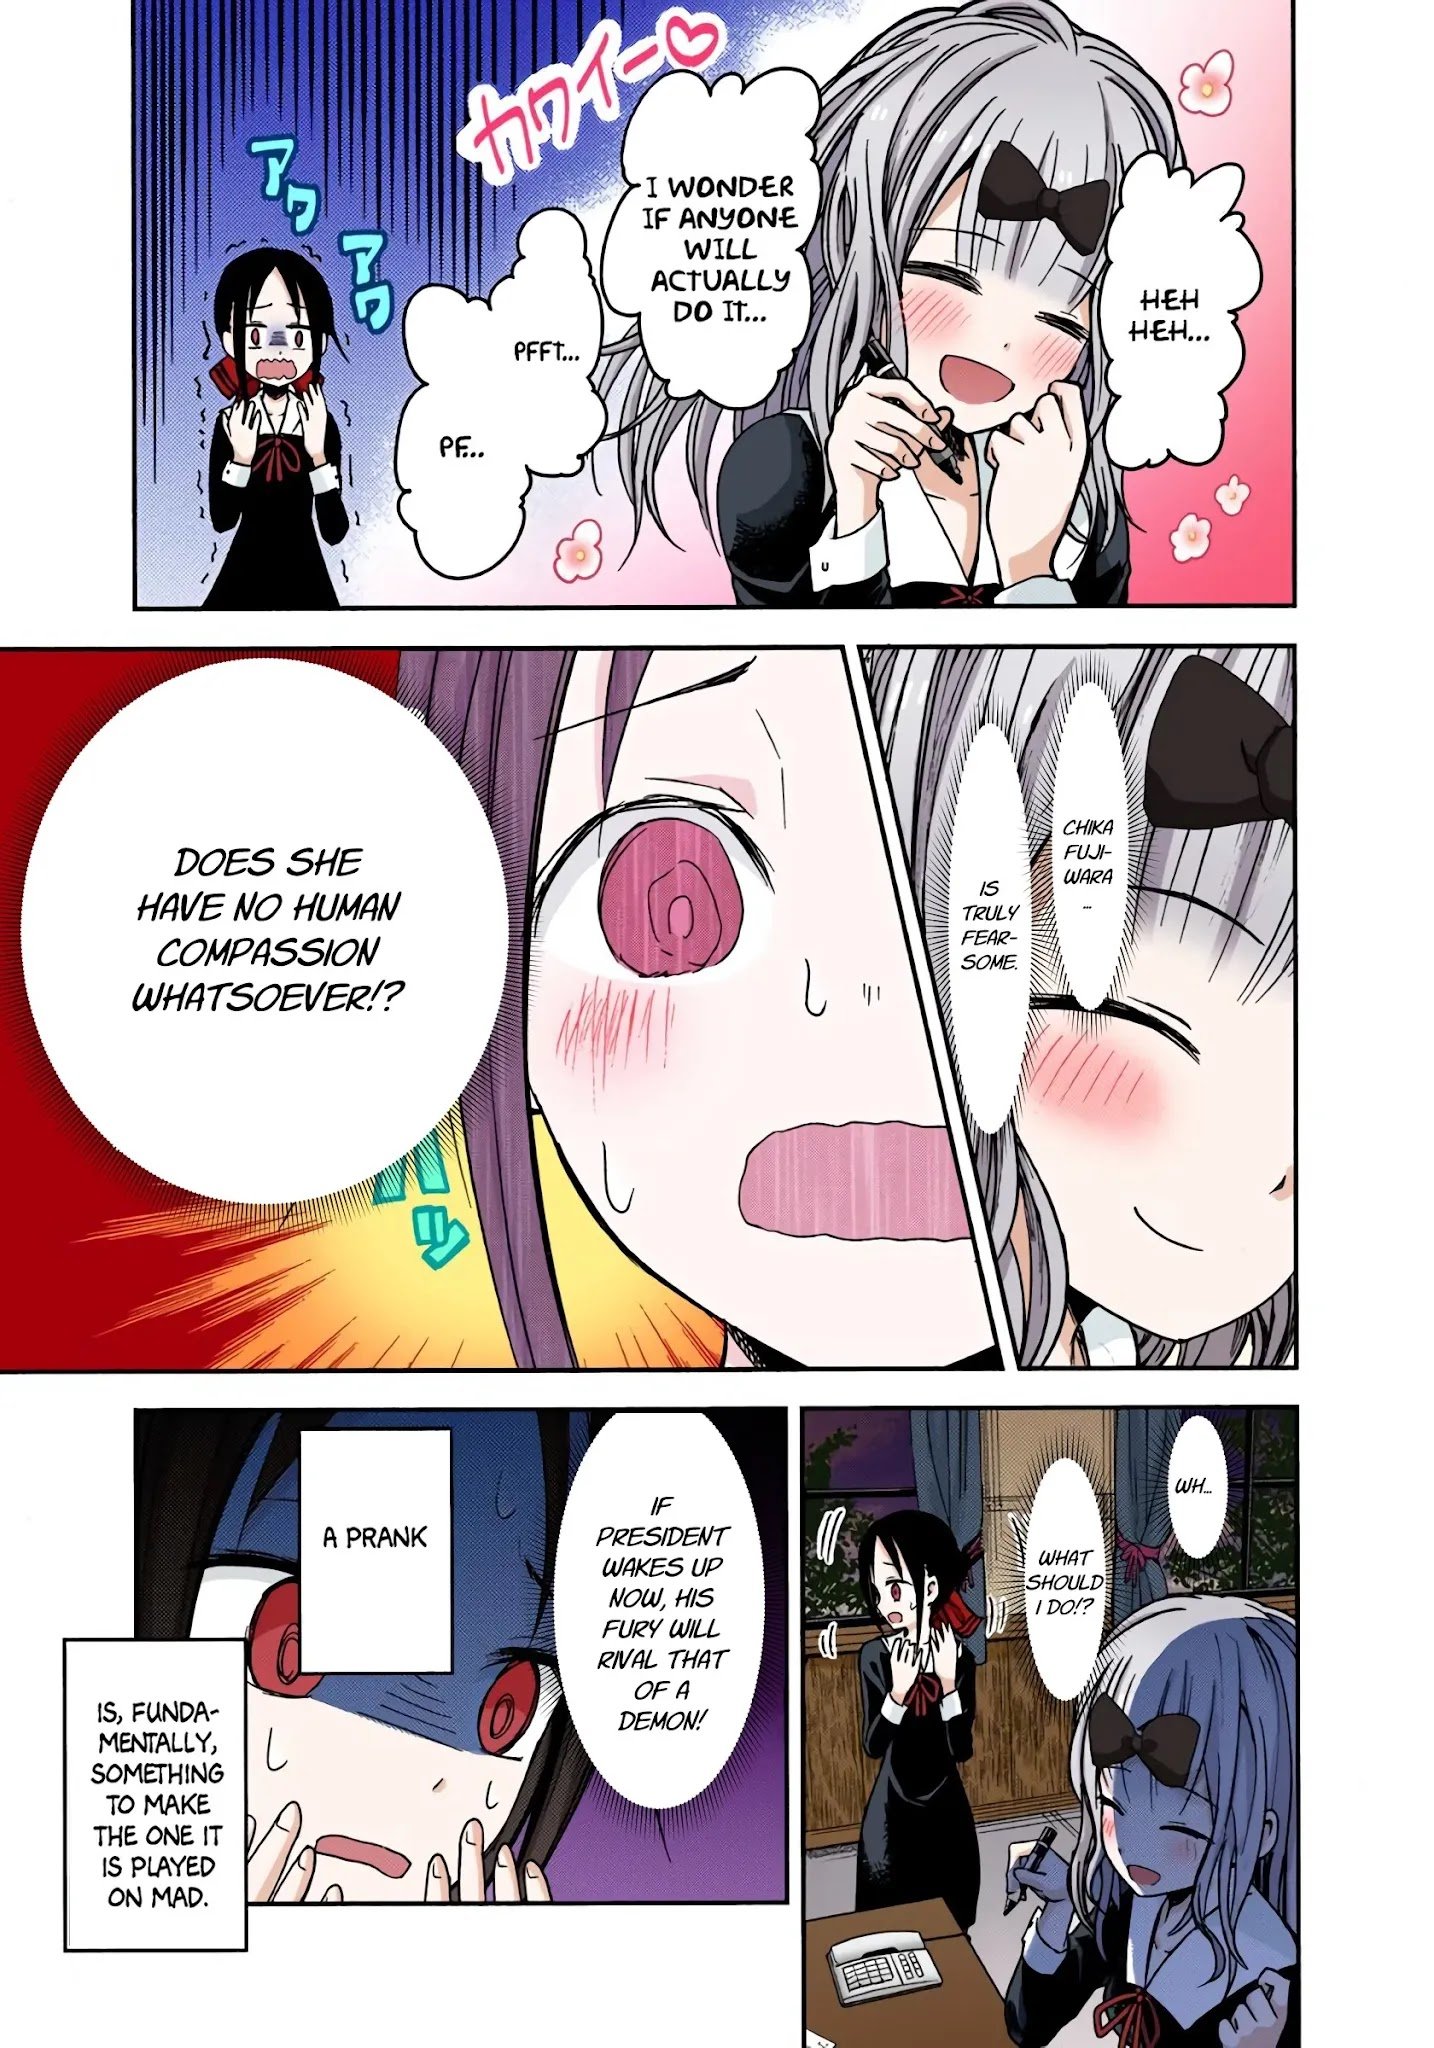 HEH
HEH...
カワイー♡
I WONDER
IF ANYONE
WILL
ACTUALLY
DO IT...
PFFT...
PF...
アワ
アワ
CHIKA
FUJI-
WARA
...
IS
TRULY
FEAR-
SOME.
DOES SHE
HAVE NO HUMAN
COMPASSION
WHATSOEVER!?
WH...
WHAT
SHOULD
I DO!?
IF
PRESIDENT
WAKES UP
NOW, HIS
FURY WILL
RIVAL THAT
OF A
DEMON!
A PRANK
IS, FUNDA-
MENTALLY,
SOMETHING
TO MAKE
THE ONE IT
IS PLAYED
ON MAD.